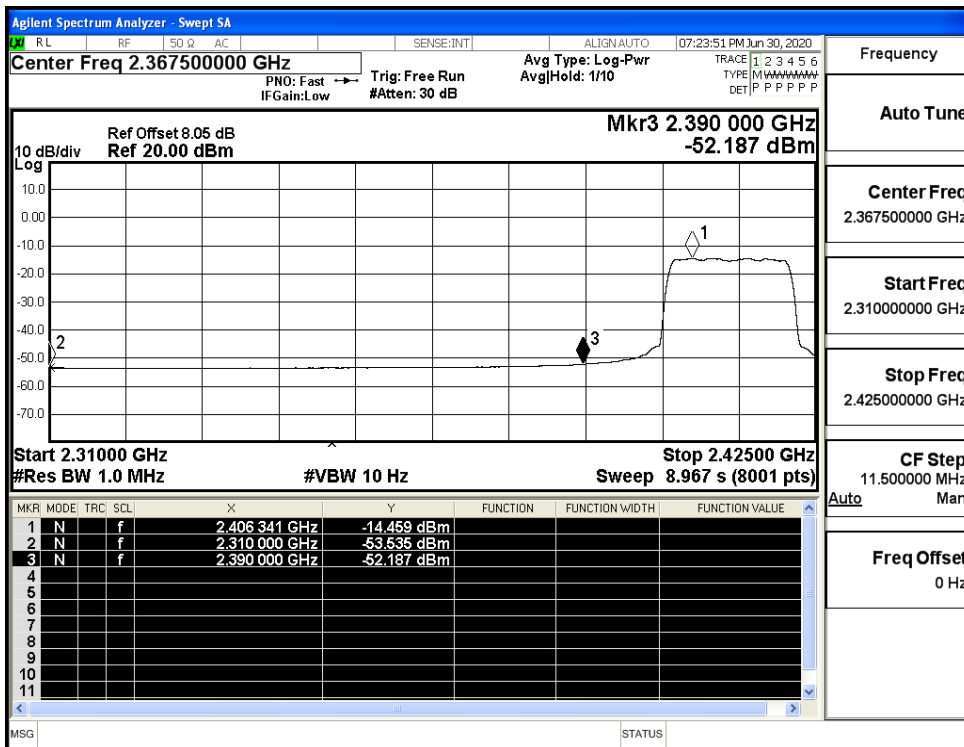 Agilent Spectrum Analyzer - Swept SA
LXI RL RF 50 Ω AC SENSE:INT ALIGN AUTO 07:23:51 PM Jun 30, 2020
Center Freq 2.367500000 GHz
PNO: Fast
IFGain:Low
Trig: Free Run
#Atten: 30 dB
Avg Type: Log-Pwr
Avg|Hold: 1/10
TRACE 1 2 3 4 5 6
TYPE M W W W W W
DET P P P P P P
Ref Offset 8.05 dB
10 dB/div Ref 20.00 dBm
Log
Mkr3 2.390 000 GHz
-52.187 dBm
10.0
0.00
-10.0
-20.0
-30.0
-40.0
-50.0
-60.0
-70.0
1
2
3
Start 2.31000 GHz Stop 2.42500 GHz
#Res BW 1.0 MHz #VBW 10 Hz Sweep 8.967 s (8001 pts)
MKR MODE TRC SCL X Y FUNCTION FUNCTION WIDTH FUNCTION VALUE
1 N f 2.406 341 GHz -14.459 dBm
2 N f 2.310 000 GHz -53.535 dBm
3 N f 2.390 000 GHz -52.187 dBm
4
5
6
7
8
9
10
11
MSG STATUS
Frequency
Auto Tune
Center Freq
2.367500000 GHz
Start Freq
2.310000000 GHz
Stop Freq
2.425000000 GHz
CF Step
11.500000 MHz
Auto Man
Freq Offset
0 Hz